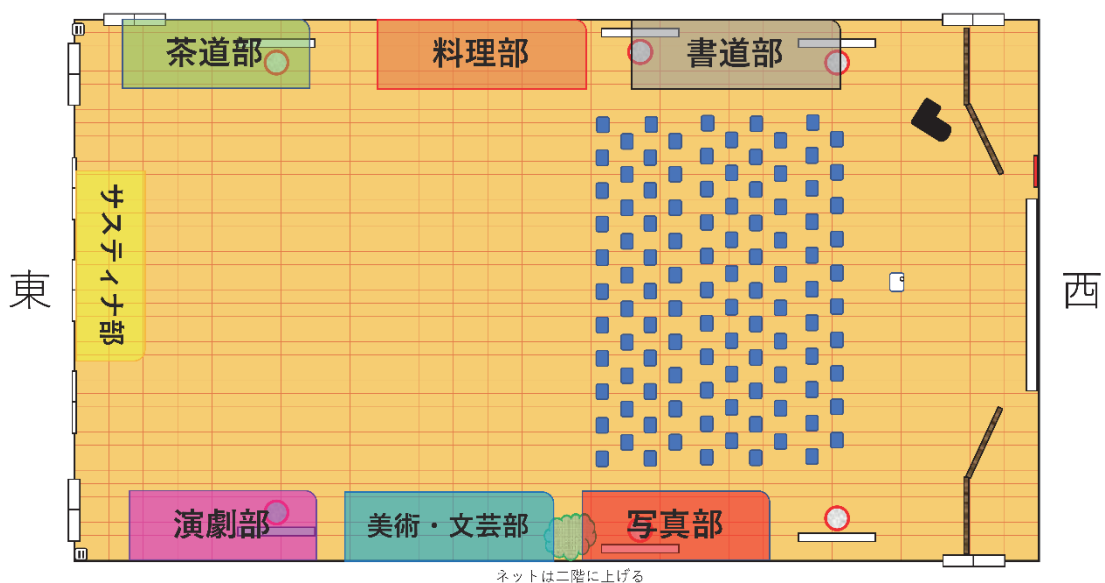 茶道部
料理部
書道部
サスティナ部
東
西
演劇部
美術・文芸部
写真部
ネットは二階に上げる